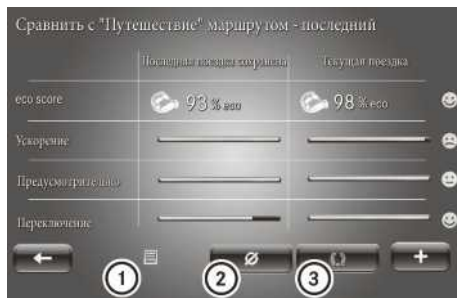 Сравнить с "Путешествие" маршрутом - последний
Последняя поездка сохранена Текущая поездка
eco score 93 % eco 98 % eco
Ускорение
Предусмотрительно
Переключение
1 2 3